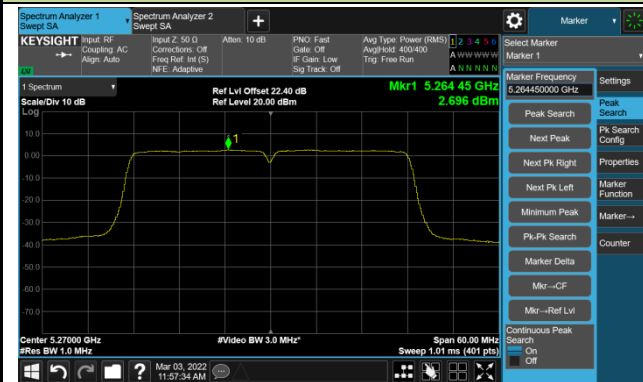 Spectrum Analyzer 1
Swept SA
Spectrum Analyzer 2
Swept SA
+
Marker
KEYSIGHT
Input: RF
Coupling: AC
Align: Auto
Input Z: 50 Ω
Corrections: Off
Freq Ref: Int (S)
NFE: Adaptive
Atten: 10 dB
PNO: Fast
Gate: Off
IF Gain: Low
Sig Track: Off
Avg Type: Power (RMS)
Avg|Hold: 400/400
Trig: Free Run
1 2 3 4 5 6
A W W W W W
A N N N N N
Select Marker
Marker 1
1 Spectrum
Scale/Div 10 dB
Log
Ref Lvl Offset 22.40 dB
Ref Level 20.00 dBm
Mkr1 5.264 45 GHz
2.696 dBm
1
10.0
0.00
-10.0
-20.0
-30.0
-40.0
-50.0
-60.0
-70.0
Center 5.27000 GHz
#Res BW 1.0 MHz
#Video BW 3.0 MHz*
Span 60.00 MHz
Sweep 1.01 ms (401 pts)
Marker Frequency
5.264450000 GHz
Peak Search
Next Peak
Next Pk Right
Next Pk Left
Minimum Peak
Pk-Pk Search
Marker Delta
Mkr→CF
Mkr→Ref Lvl
Continuous Peak
Search
On
Off
Settings
Peak
Search
Pk Search
Config
Properties
Marker
Function
Marker→
Counter
?
Mar 03, 2022
11:57:34 AM